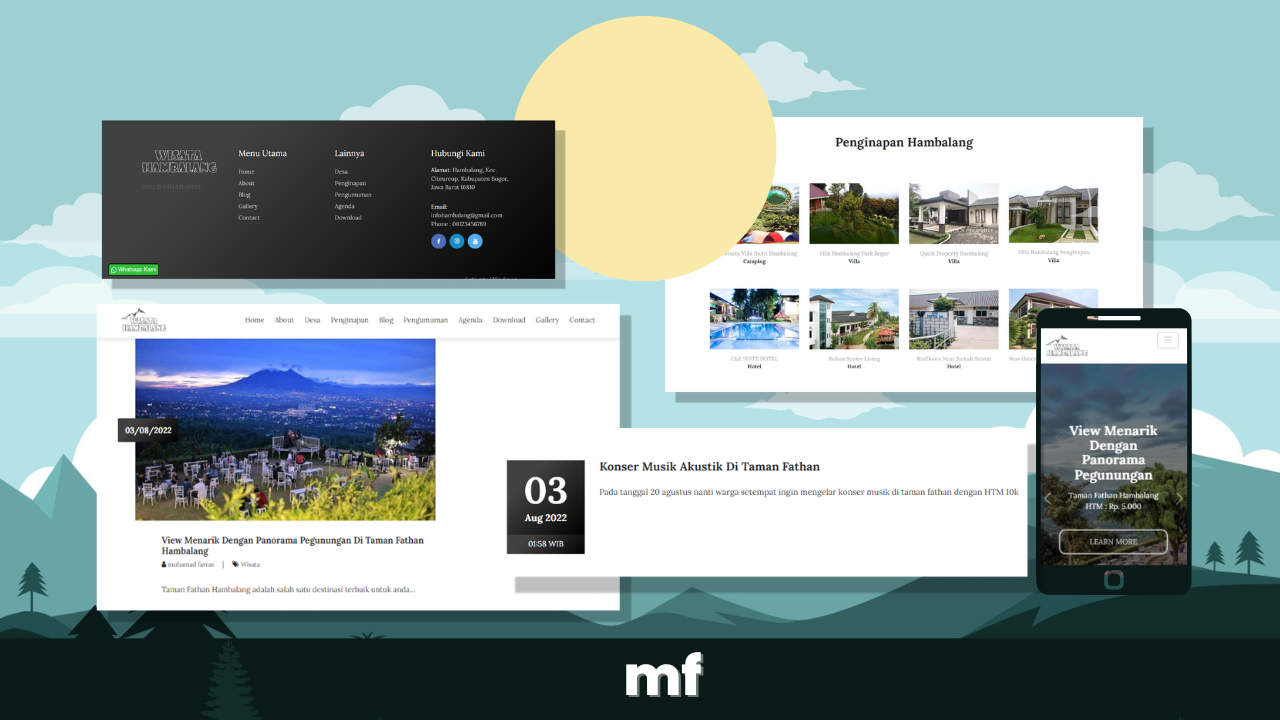 WISATA
HAMBALANG
Menu Utama
Home
About
Blog
Gallery
Contact
Lainnya
Desa
Penginapan
Pengumuman
Agenda
Download
Hubungi Kami
Alamat: Hambalang, Kec.
Citeureup, Kabupaten Bogor,
Jawa Barat 16810
Email:
infohambalang@gmail.com
Phone : 08123456789
Whatsapp Kami
Penginapan Hambalang
Villa Bukit Hambalang
Camping
Villa Hambalang Park Bogor
Villa
Quick Property Hambalang
Villa
Villa Hambalang Penginapan
Villa
OLE SUITE HOTEL
Hotel
Rukun Senior Living
Hotel
RedDoorz Near Sirkuit Sentul
Hotel
New Green
WISATA
HAMBALANG
Home About Desa Penginapan Blog Pengumuman Agenda Download Gallery Contact
03/08/2022
View Menarik Dengan Panorama Pegunungan Di Taman Fathan
Hambalang
muhamad farras | Wisata
Taman Fathan Hambalang adalah salah satu destinasi terbaik untuk anda...
03
Aug 2022
01:58 WIB
Konser Musik Akustik Di Taman Fathan
Pada tanggal 20 agustus nanti warga setempat ingin mengelar konser musik di taman fathan dengan HTM 10k
WISATA
HAMBALANG
View Menarik
Dengan
Panorama
Pegunungan
Taman Fathan Hambalang
HTM : Rp. 5.000
LEARN MORE
mf